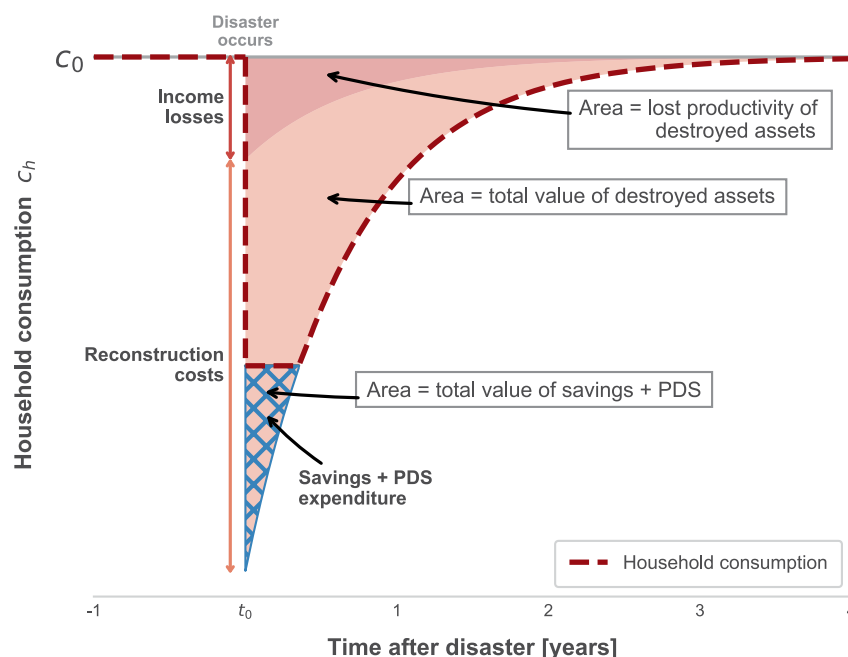 Disaster
occurs
C₀
Income
losses
Area = lost productivity of
destroyed assets
Area = total value of destroyed assets
Household consumption c_h
Reconstruction
costs
Area = total value of savings + PDS
Savings + PDS
expenditure
Household consumption
-1
t₀
1
2
3
4
Time after disaster [years]